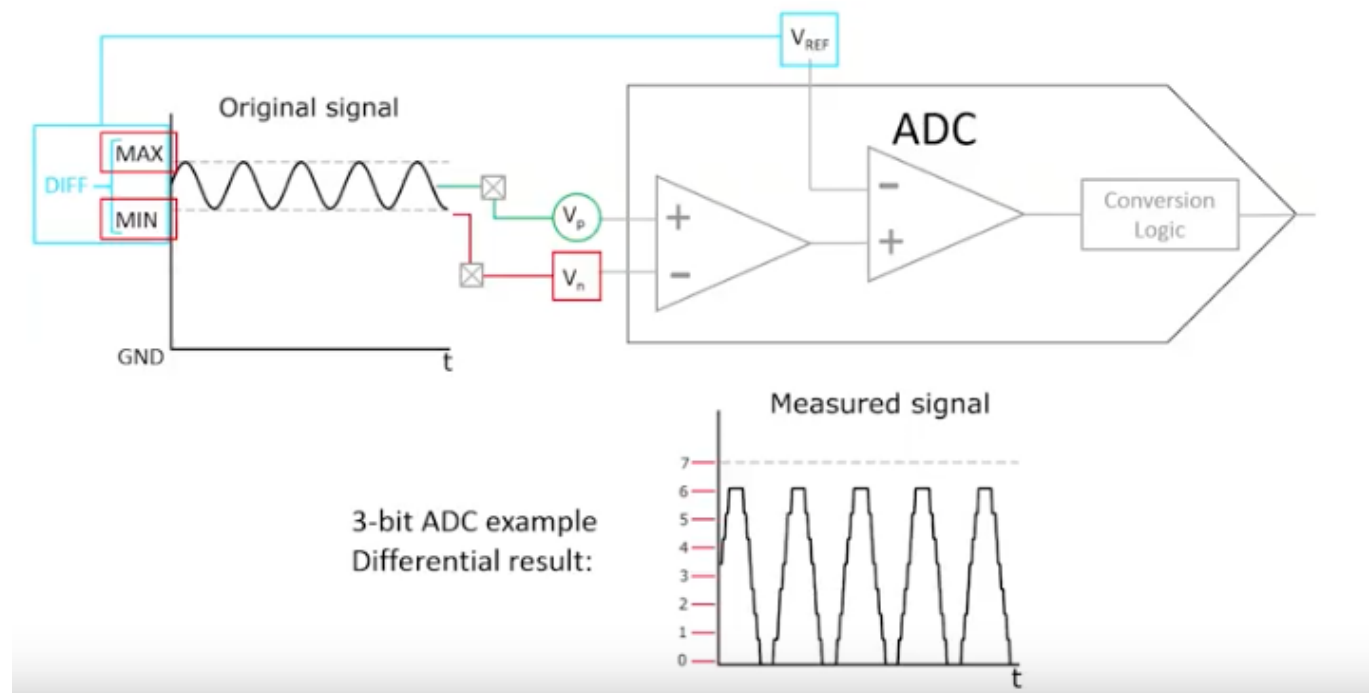 VREF
Original signal
ADC
MAX
DIFF
MIN
Vp
Vn
+
−
−
+
Conversion
Logic
GND
t
Measured signal
7
6
5
4
3
2
1
0
t
3-bit ADC example
Differential result: